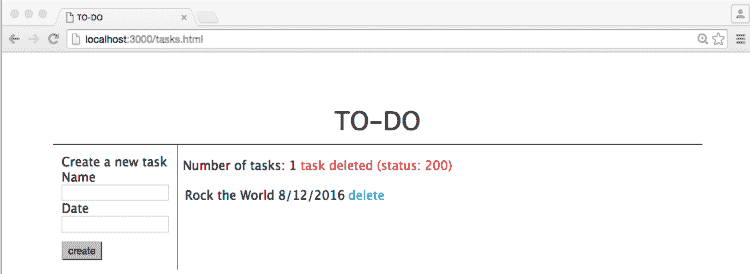 TO-DO
localhost:3000/tasks.html
TO-DO
Create a new task
Name
Date
create
Number of tasks: 1 task deleted (status: 200)
Rock the World 8/12/2016 delete